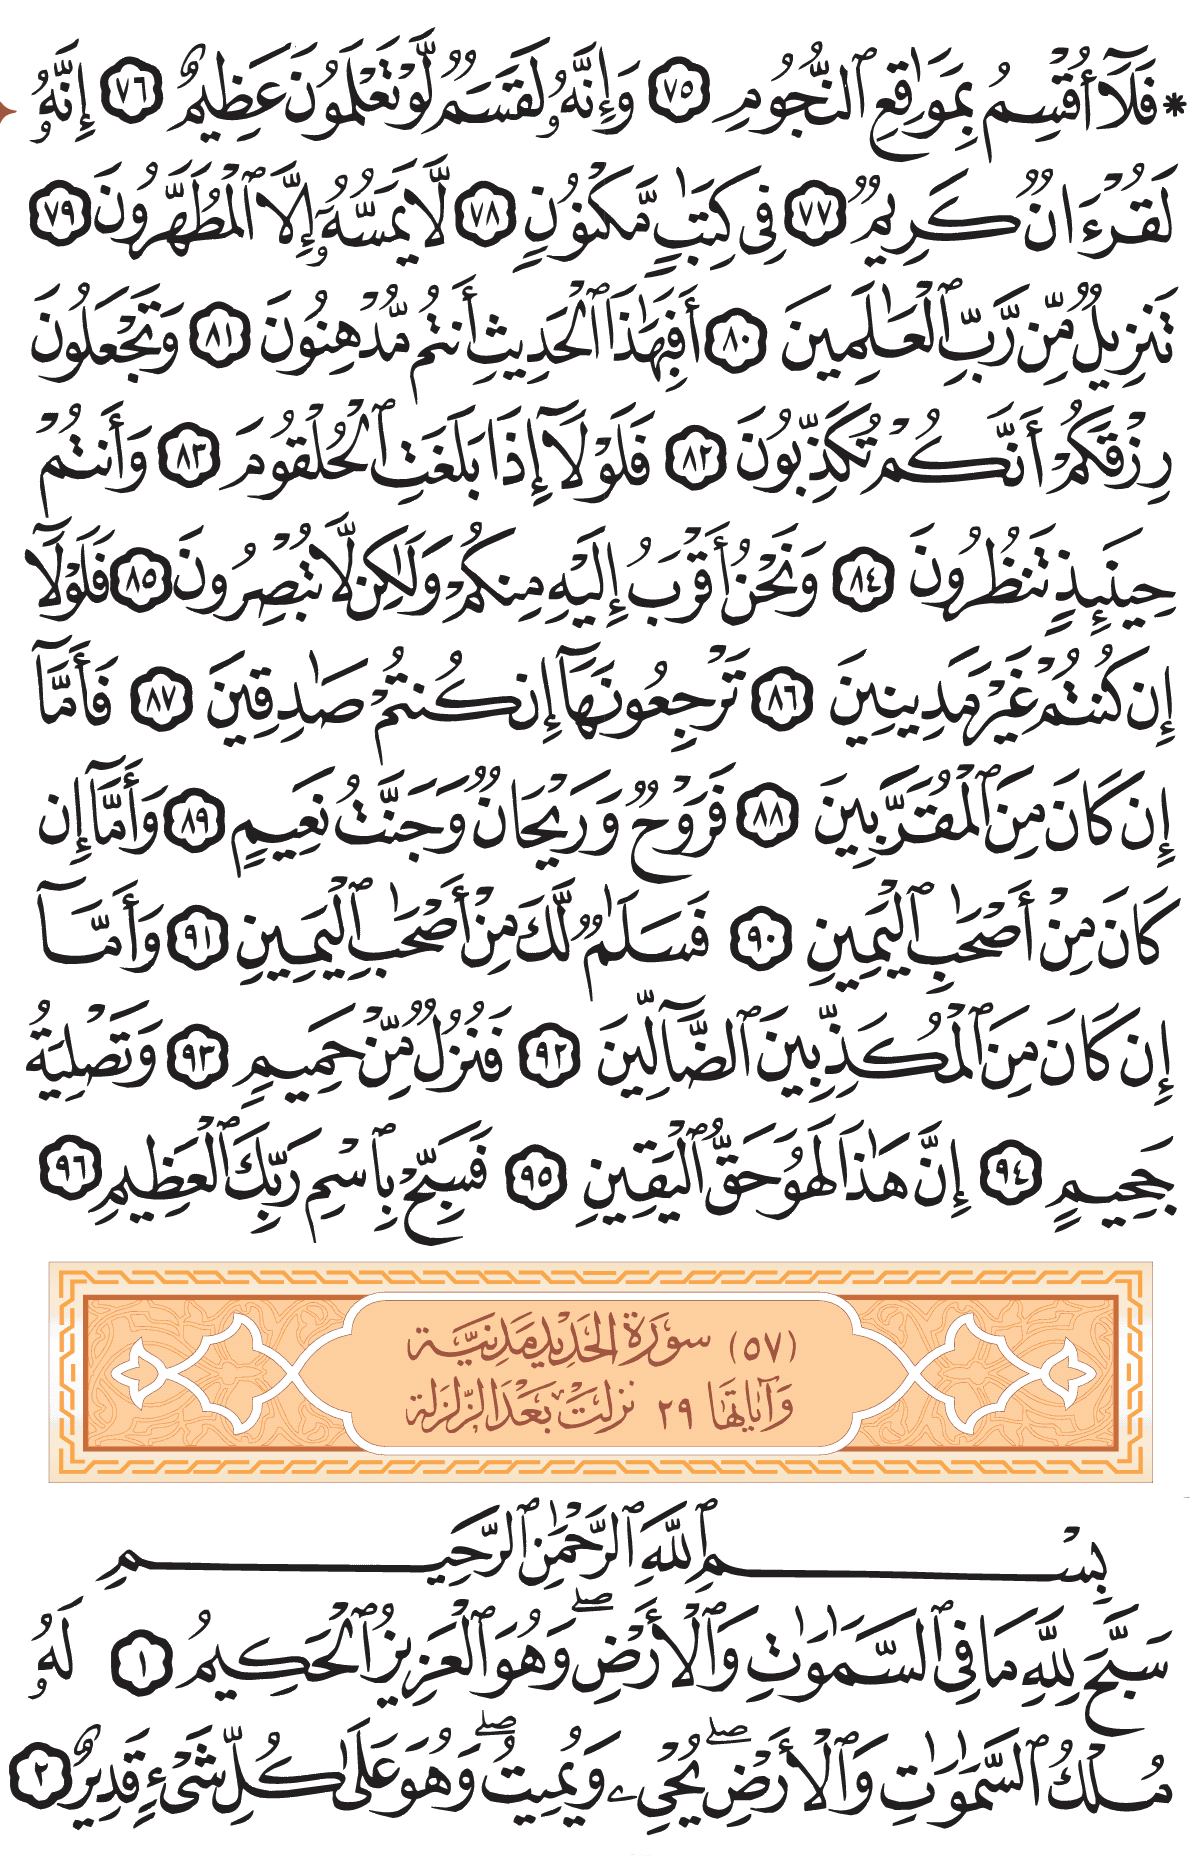 * فَلَآ أُقْسِمُ بِمَوَٰقِعِ ٱلنُّجُومِ ٧٥ وَإِنَّهُۥ لَقَسَمٌ لَّوْ تَعْلَمُونَ عَظِيمٌ ٧٦ إِنَّهُۥ
لَقُرْءَانٌ كَرِيمٌ ٧٧ فِى كِتَٰبٍ مَّكْنُونٍ ٧٨ لَّا يَمَسُّهُۥٓ إِلَّا ٱلْمُطَهَّرُونَ ٧٩
تَنزِيلٌ مِّن رَّبِّ ٱلْعَٰلَمِينَ ٨٠ أَفَبِهَٰذَا ٱلْحَدِيثِ أَنتُم مُّدْهِنُونَ ٨١ وَتَجْعَلُونَ
رِزْقَكُمْ أَنَّكُمْ تُكَذِّبُونَ ٨٢ فَلَوْلَآ إِذَا بَلَغَتِ ٱلْحُلْقُومَ ٨٣ وَأَنتُمْ
حِينَئِذٍ تَنظُرُونَ ٨٤ وَنَحْنُ أَقْرَبُ إِلَيْهِ مِنكُمْ وَلَٰكِن لَّا تُبْصِرُونَ ٨٥ فَلَوْلَآ
إِن كُنتُمْ غَيْرَ مَدِينِينَ ٨٦ تَرْجِعُونَهَآ إِن كُنتُمْ صَٰدِقِينَ ٨٧ فَأَمَّآ
إِن كَانَ مِنَ ٱلْمُقَرَّبِينَ ٨٨ فَرَوْحٌ وَرَيْحَانٌ وَجَنَّتُ نَعِيمٍ ٨٩ وَأَمَّآ إِن
كَانَ مِنْ أَصْحَٰبِ ٱلْيَمِينِ ٩٠ فَسَلَٰمٌ لَّكَ مِنْ أَصْحَٰبِ ٱلْيَمِينِ ٩١ وَأَمَّآ
إِن كَانَ مِنَ ٱلْمُكَذِّبِينَ ٱلضَّآلِّينَ ٩٢ فَنُزُلٌ مِّنْ حَمِيمٍ ٩٣ وَتَصْلِيَةُ
جَحِيمٍ ٩٤ إِنَّ هَٰذَا لَهُوَ حَقُّ ٱلْيَقِينِ ٩٥ فَسَبِّحْ بِٱسْمِ رَبِّكَ ٱلْعَظِيمِ ٩٦
(٥٧) سُورَة الحَدِيد مَدَنِيَّة
وَآيَاتُهَا ٢٩ نَزَلَتْ بَعْدَ الزِّلزَلَة
بِسْمِ ٱللَّهِ ٱلرَّحْمَٰنِ ٱلرَّحِيمِ
سَبَّحَ لِلَّهِ مَا فِى ٱلسَّمَٰوَٰتِ وَٱلْأَرْضِۖ وَهُوَ ٱلْعَزِيزُ ٱلْحَكِيمُ ١ لَهُۥ
مُلْكُ ٱلسَّمَٰوَٰتِ وَٱلْأَرْضِۖ يُحْىِۦ وَيُمِيتُۖ وَهُوَ عَلَىٰ كُلِّ شَىْءٍ قَدِيرٌ ٢